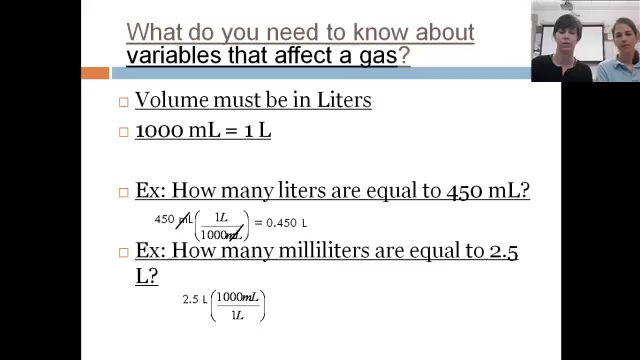 What do you need to know about
variables that affect a gas?
Volume must be in Liters
1000 mL = 1 L
Ex: How many liters are equal to 450 mL?
450 mL (1L / 1000mL) = 0.450 L
Ex: How many milliliters are equal to 2.5
L?
2.5 L (1000mL / 1L)